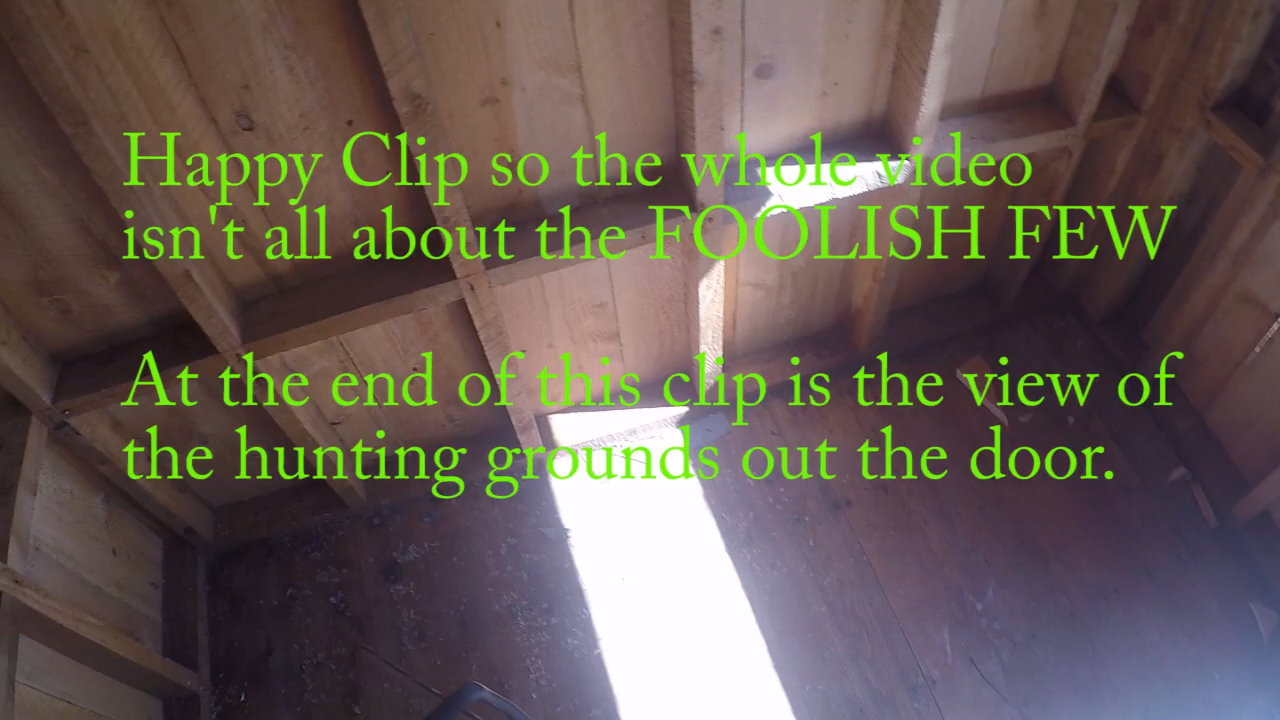 Happy Clip so the whole video
isn't all about the FOOLISH FEW
At the end of this clip is the view of
the hunting grounds out the door.